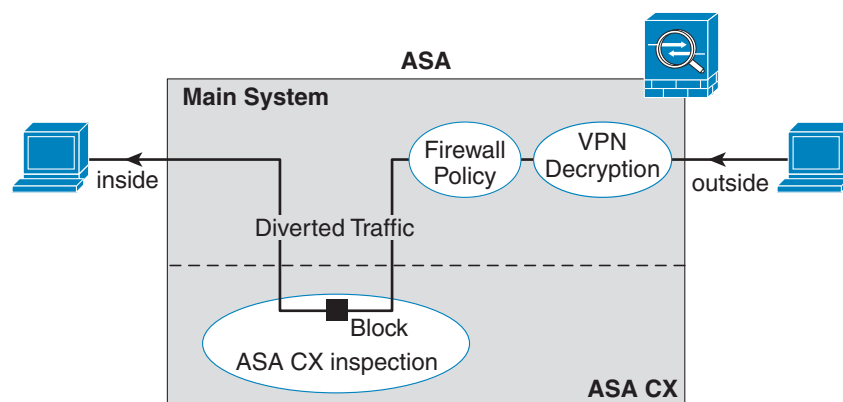 ASA
Main System
Firewall
Policy
VPN
Decryption
inside
outside
Diverted Traffic
Block
ASA CX inspection
ASA CX